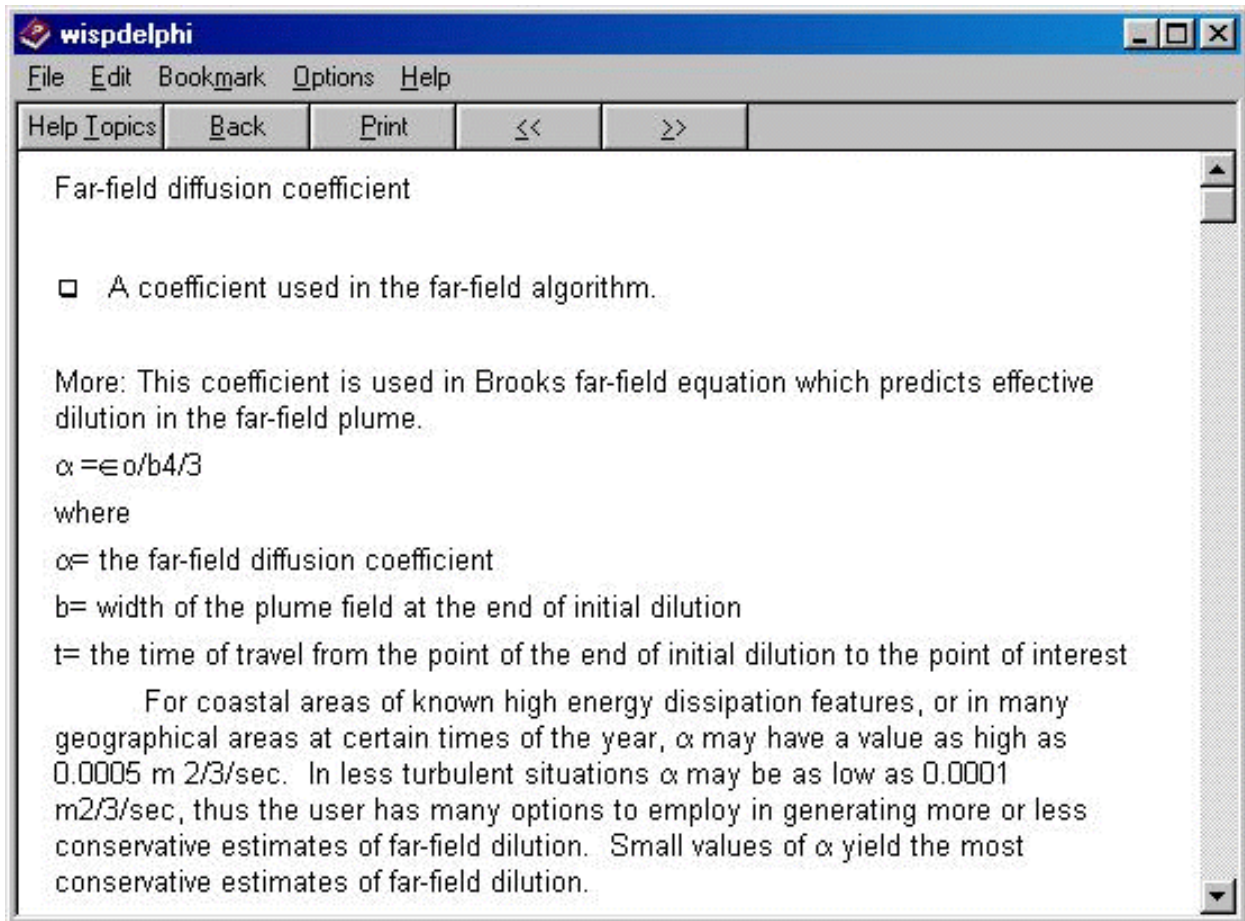 wispdelphi
File Edit Bookmark Options Help
Help Topics Back Print << >>
Far-field diffusion coefficient
A coefficient used in the far-field algorithm.
More: This coefficient is used in Brooks far-field equation which predicts effective
dilution in the far-field plume.
α =∈o/b4/3
where
α= the far-field diffusion coefficient
b= width of the plume field at the end of initial dilution
t= the time of travel from the point of the end of initial dilution to the point of interest
For coastal areas of known high energy dissipation features, or in many
geographical areas at certain times of the year, α may have a value as high as
0.0005 m 2/3/sec.  In less turbulent situations α may be as low as 0.0001
m2/3/sec, thus the user has many options to employ in generating more or less
conservative estimates of far-field dilution.  Small values of α yield the most
conservative estimates of far-field dilution.